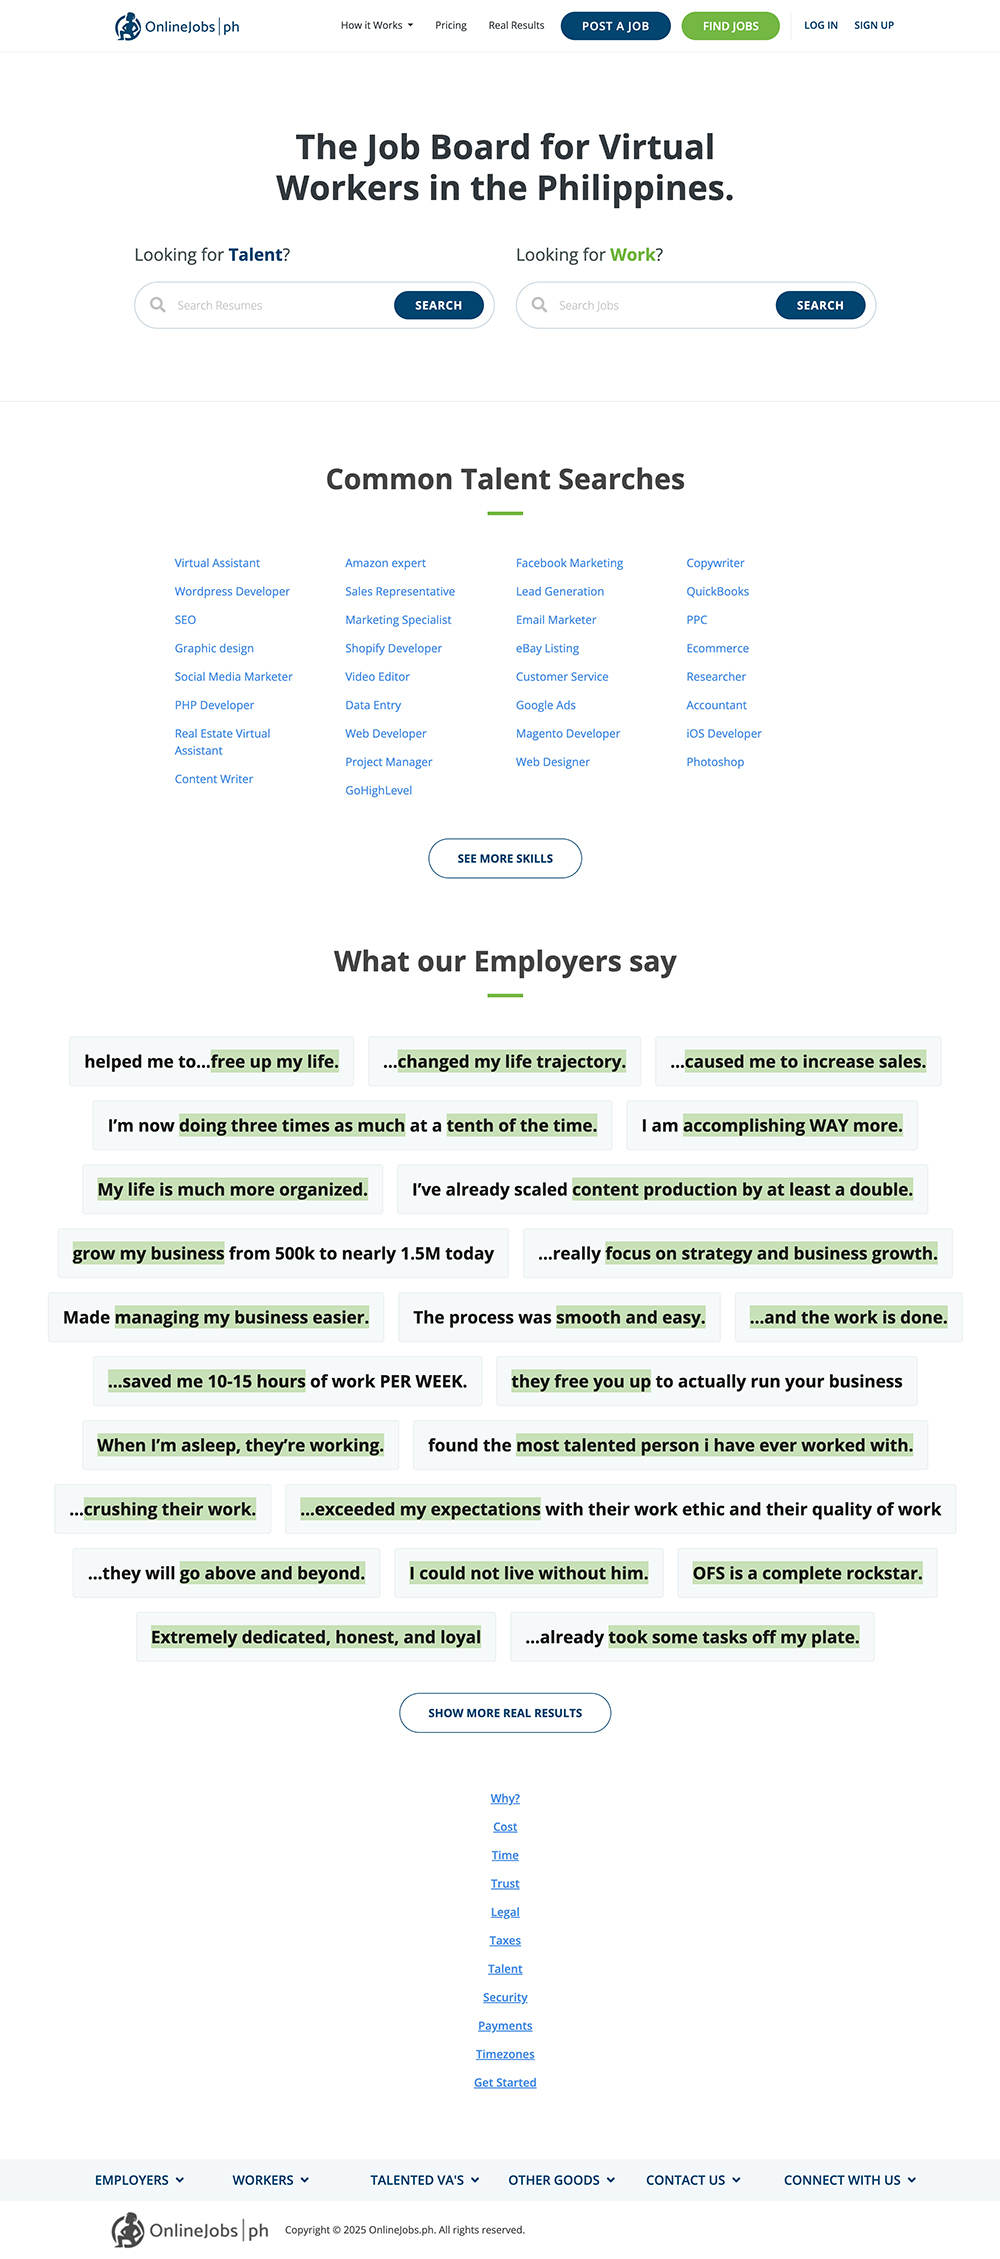 OnlineJobs|ph
How it Works
Pricing
Real Results
POST A JOB
FIND JOBS
LOG IN
SIGN UP
The Job Board for Virtual
Workers in the Philippines.
Looking for Talent?
Search Resumes
SEARCH
Looking for Work?
Search Jobs
SEARCH
Common Talent Searches
Virtual Assistant
Wordpress Developer
SEO
Graphic design
Social Media Marketer
PHP Developer
Real Estate Virtual
Assistant
Content Writer
Amazon expert
Sales Representative
Marketing Specialist
Shopify Developer
Video Editor
Data Entry
Web Developer
Project Manager
GoHighLevel
Facebook Marketing
Lead Generation
Email Marketer
eBay Listing
Customer Service
Google Ads
Magento Developer
Web Designer
Copywriter
QuickBooks
PPC
Ecommerce
Researcher
Accountant
iOS Developer
Photoshop
SEE MORE SKILLS
What our Employers say
helped me to...free up my life.
...changed my life trajectory.
...caused me to increase sales.
I'm now doing three times as much at a tenth of the time.
I am accomplishing WAY more.
My life is much more organized.
I've already scaled content production by at least a double.
grow my business from 500k to nearly 1.5M today
...really focus on strategy and business growth.
Made managing my business easier.
The process was smooth and easy.
...and the work is done.
...saved me 10-15 hours of work PER WEEK.
they free you up to actually run your business
When I'm asleep, they're working.
found the most talented person i have ever worked with.
...crushing their work.
...exceeded my expectations with their work ethic and their quality of work
...they will go above and beyond.
I could not live without him.
OFS is a complete rockstar.
Extremely dedicated, honest, and loyal
...already took some tasks off my plate.
SHOW MORE REAL RESULTS
Why?
Cost
Time
Trust
Legal
Taxes
Talent
Security
Payments
Timezones
Get Started
EMPLOYERS
WORKERS
TALENTED VA'S
OTHER GOODS
CONTACT US
CONNECT WITH US
OnlineJobs|ph
Copyright © 2025 OnlineJobs.ph. All rights reserved.